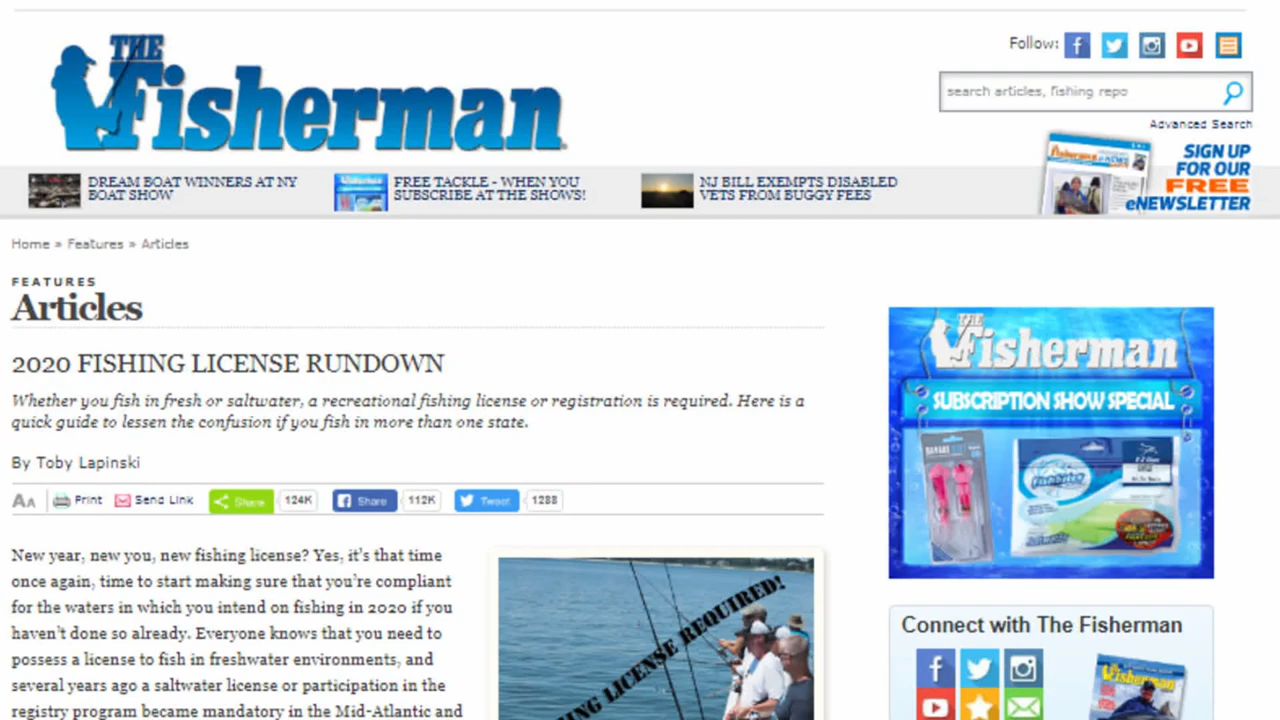 THE
Fisherman
Follow:
search articles, fishing repo
Advanced Search
DREAM BOAT WINNERS AT NY
BOAT SHOW
FREE TACKLE - WHEN YOU
SUBSCRIBE AT THE SHOWS!
NJ BILL EXEMPTS DISABLED
VETS FROM BUGGY FEES
SIGN UP
FOR OUR
FREE
eNEWSLETTER
Home » Features » Articles
FEATURES
Articles
2020 FISHING LICENSE RUNDOWN
Whether you fish in fresh or saltwater, a recreational fishing license or registration is required. Here is a
quick guide to lessen the confusion if you fish in more than one state.
By Toby Lapinski
AA Print Send Link Share 124K Share 112K Tweet 1288
New year, new you, new fishing license? Yes, it's that time
once again, time to start making sure that you're compliant
for the waters in which you intend on fishing in 2020 if you
haven't done so already. Everyone knows that you need to
possess a license to fish in freshwater environments, and
several years ago a saltwater license or participation in the
registry program became mandatory in the Mid-Atlantic and
LICENSE REQUIRED!
THE
Fisherman
SUBSCRIPTION SHOW SPECIAL
Fishbites
Connect with The Fisherman
THE
Fisherman